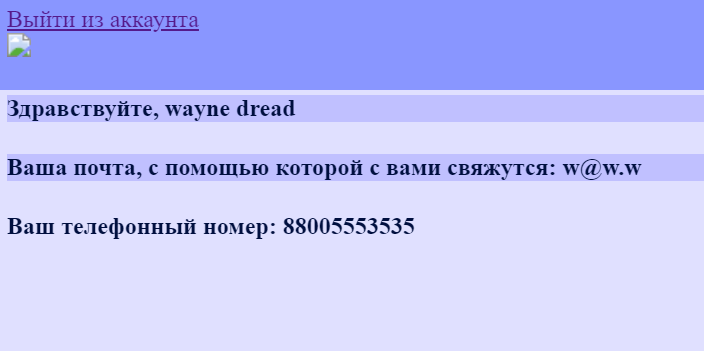 Выйти из аккаунта
Здравствуйте, wayne dread
Ваша почта, с помощью которой с вами свяжутся: w@w.w
Ваш телефонный номер: 88005553535